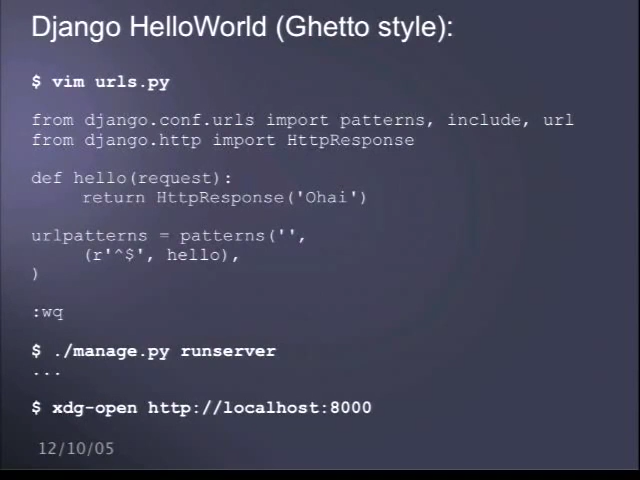 Django HelloWorld (Ghetto style):
$ vim urls.py
from django.conf.urls import patterns, include, url
from django.http import HttpResponse
def hello(request):
return HttpResponse('Ohai')
urlpatterns = patterns('',
(r'^$', hello),
)
:wq
$ ./manage.py runserver
...
$ xdg-open http://localhost:8000
12/10/05